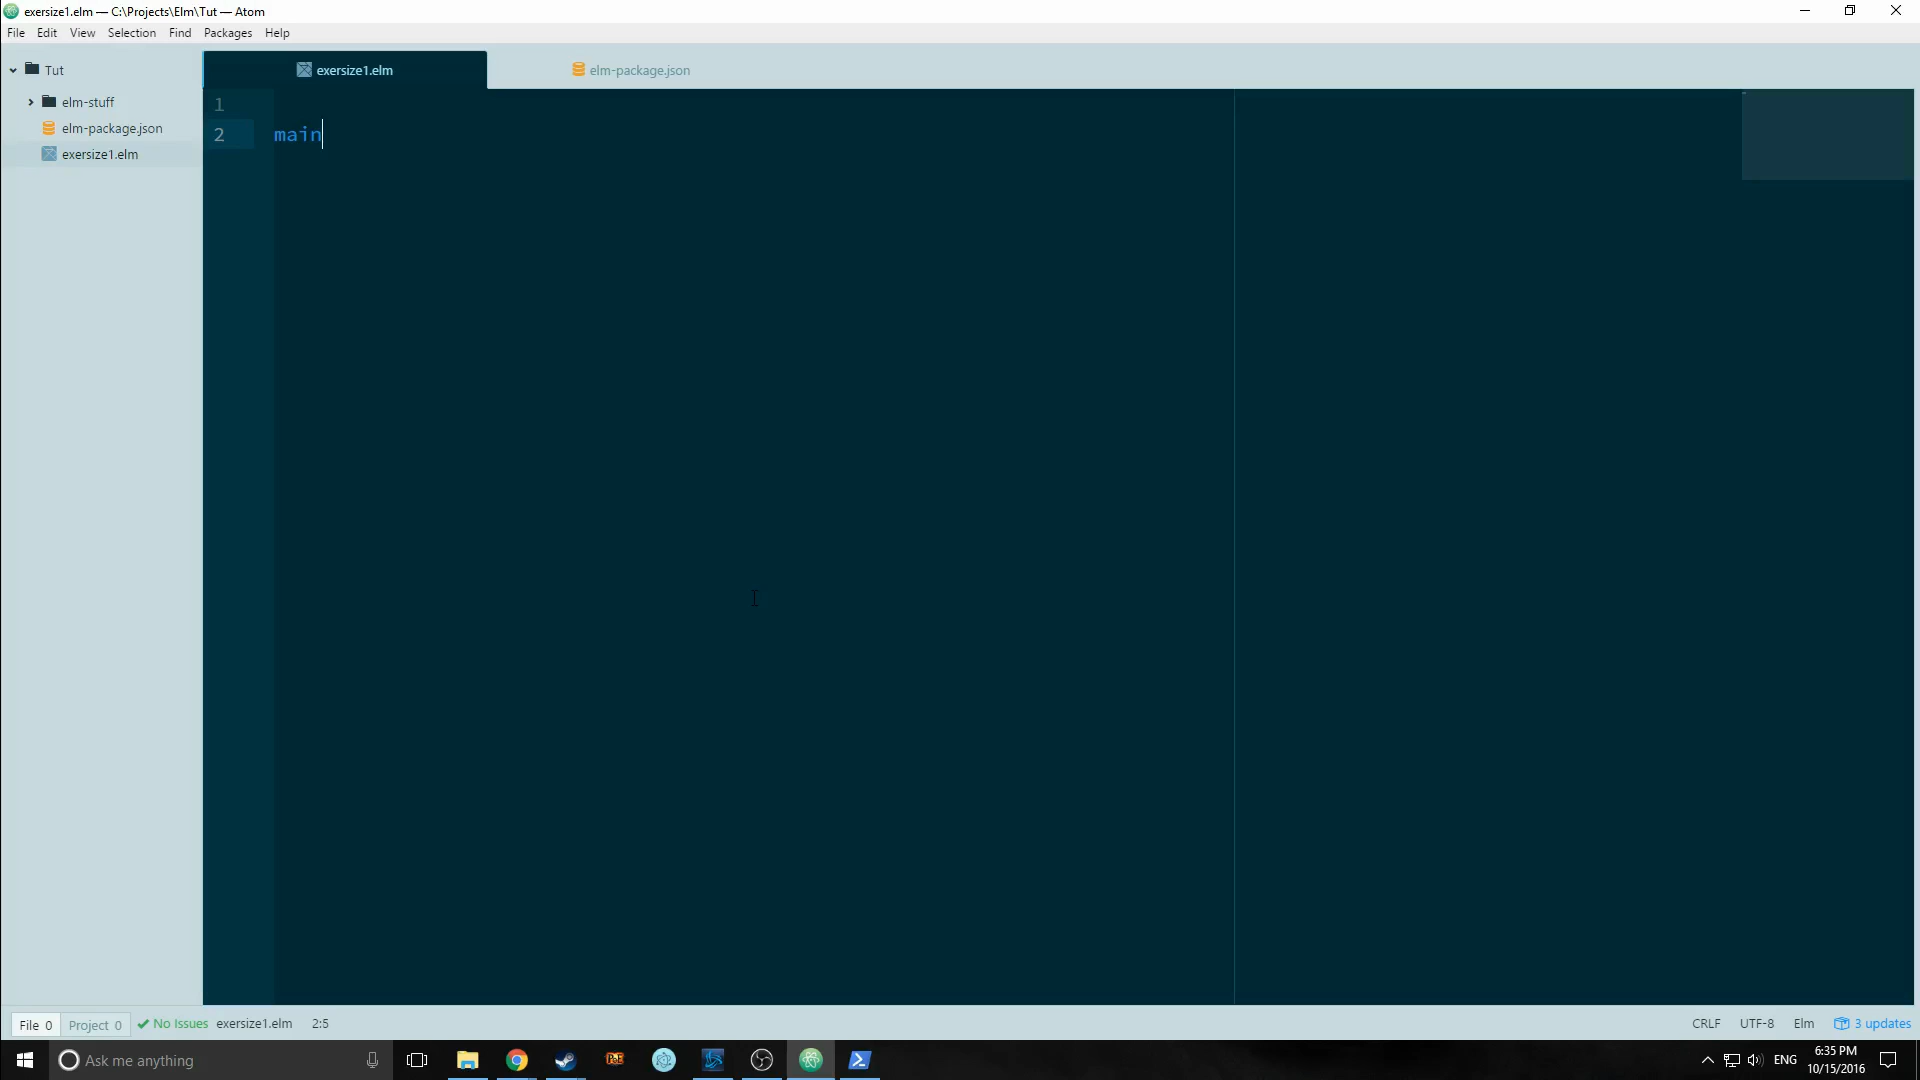 exersize1.elm — C:\Projects\Elm\Tut — Atom
File Edit View Selection Find Packages Help
Tut
elm-stuff
elm-package.json
exersize1.elm
exersize1.elm
elm-package.json
1
2 main
File 0 Project 0 No Issues exersize1.elm 2:5
CRLF UTF-8 Elm 3 updates
Ask me anything
ENG
6:35 PM
10/15/2016